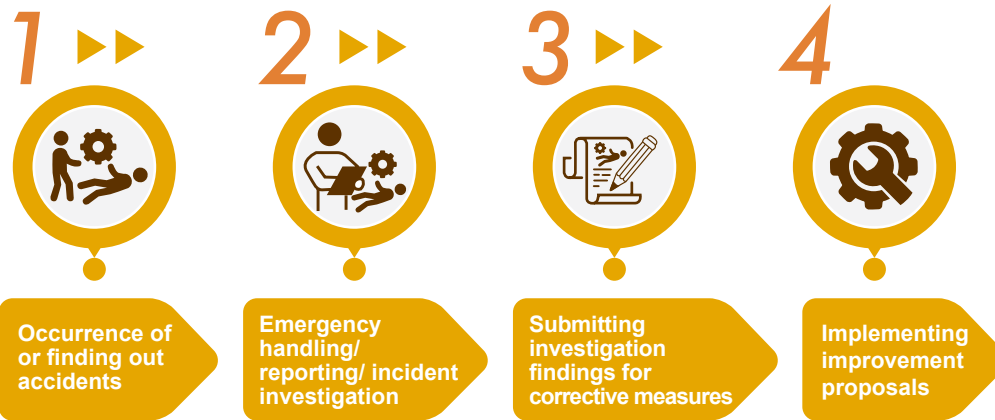 1
2
3
4
Occurrence of
or finding out
accidents
Emergency
handling/
reporting/ incident
investigation
Submitting
investigation
findings for
corrective measures
Implementing
improvement
proposals